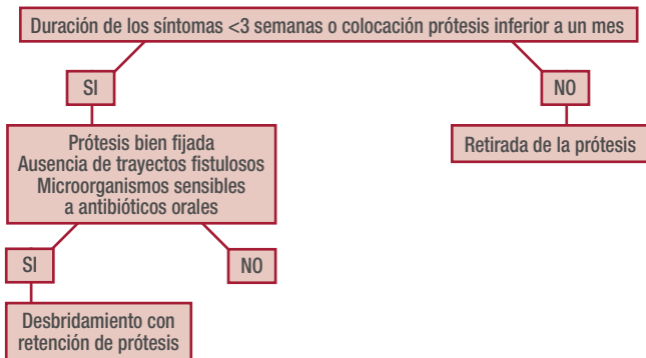 Duración de los síntomas <3 semanas o colocación prótesis inferior a un mes
SI
NO
Prótesis bien fijada
Ausencia de trayectos fistulosos
Microorganismos sensibles
a antibióticos orales
Retirada de la prótesis
SI
NO
Desbridamiento con
retención de prótesis